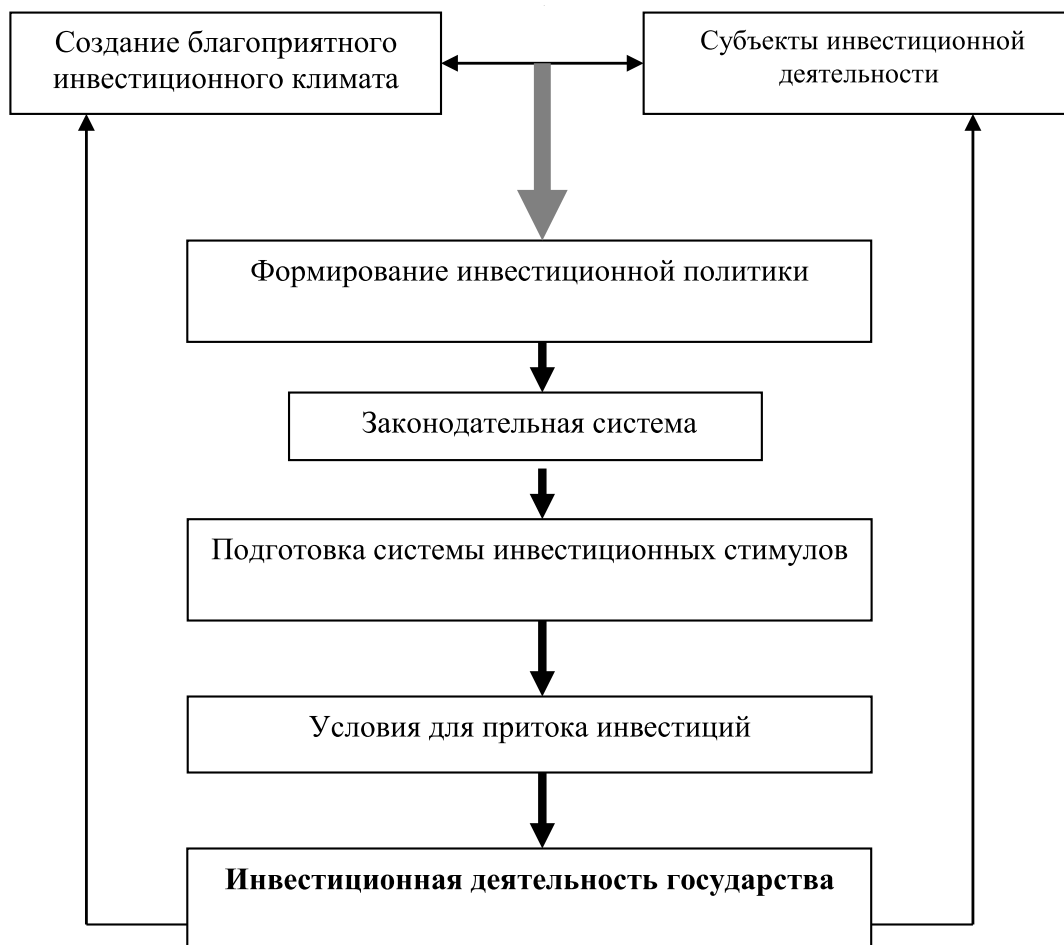 Создание благоприятного
инвестиционного климата
Субъекты инвестиционной
деятельности
Формирование инвестиционной политики
Законодательная система
Подготовка системы инвестиционных стимулов
Условия для притока инвестиций
Инвестиционная деятельность государства